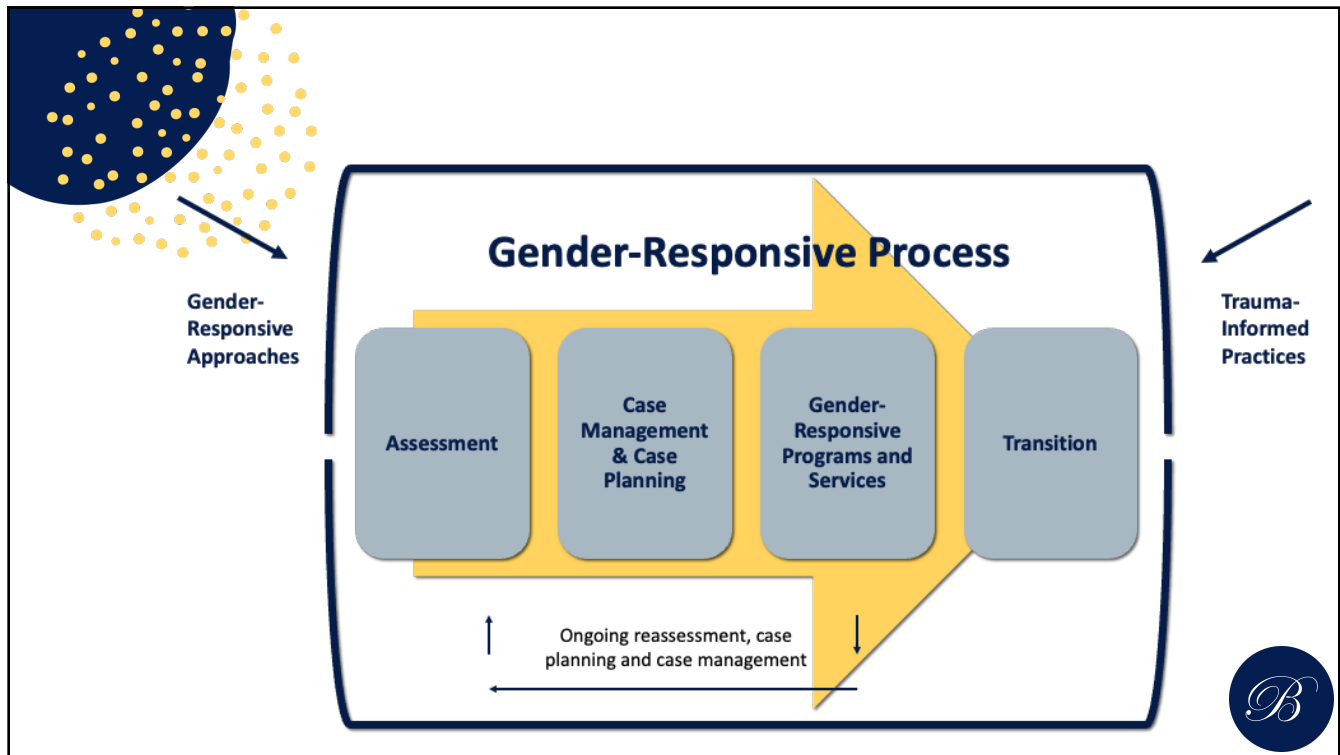 Gender-Responsive Process
Gender-
Responsive
Approaches
Trauma-
Informed
Practices
Assessment
Case
Management
& Case
Planning
Gender-
Responsive
Programs and
Services
Transition
Ongoing reassessment, case
planning and case management
B